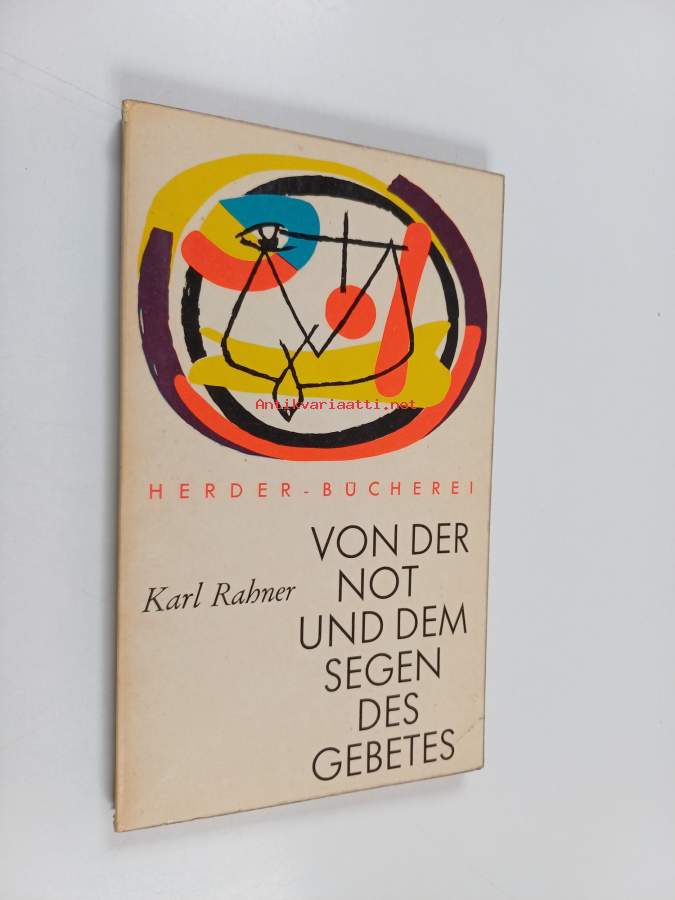 Antikvariaatti.net
HERDER-BÜCHEREI
Karl Rahner
VON DER
NOT
UND DEM
SEGEN
DES
GEBETES